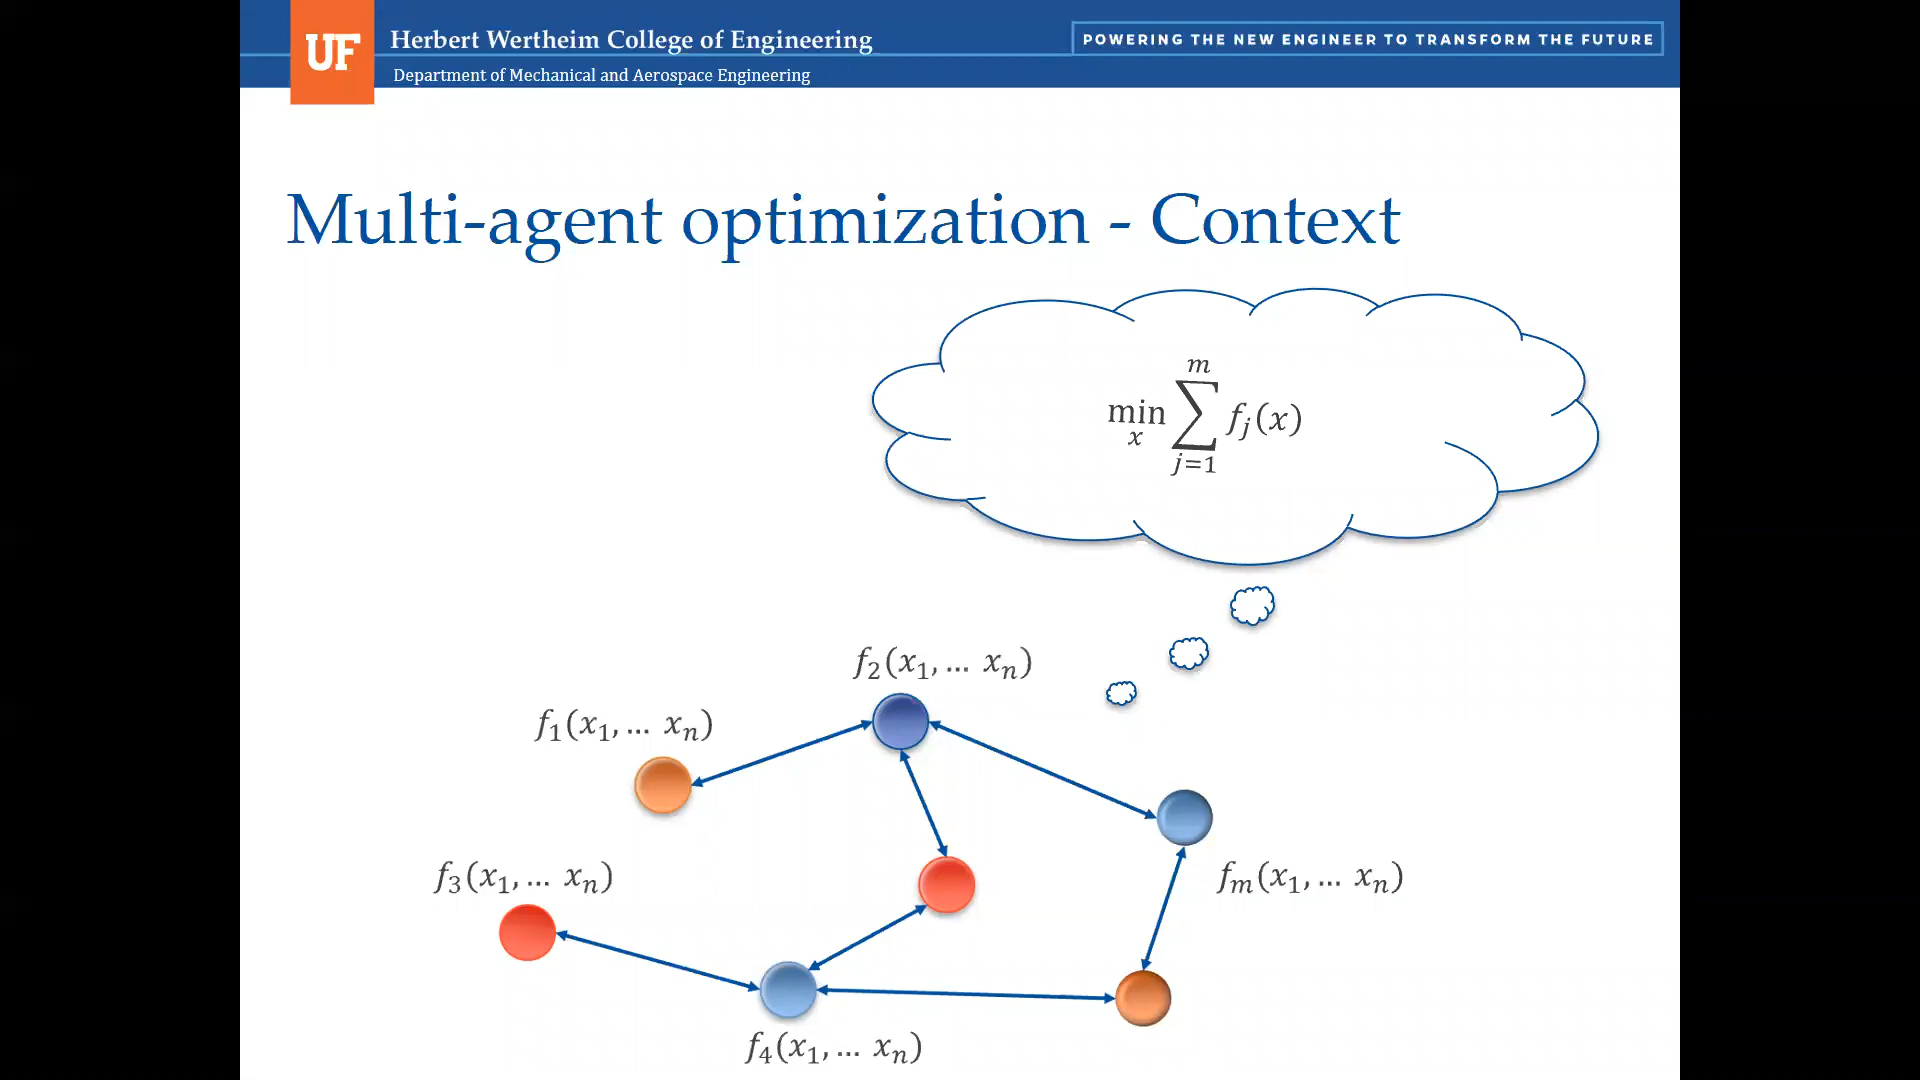 UF
Herbert Wertheim College of Engineering
Department of Mechanical and Aerospace Engineering
POWERING THE NEW ENGINEER TO TRANSFORM THE FUTURE
Multi-agent optimization - Context
m
min ∑ f_j(x)
x j=1
f_2(x_1, … x_n)
f_1(x_1, … x_n)
f_3(x_1, … x_n)
f_m(x_1, … x_n)
f_4(x_1, … x_n)